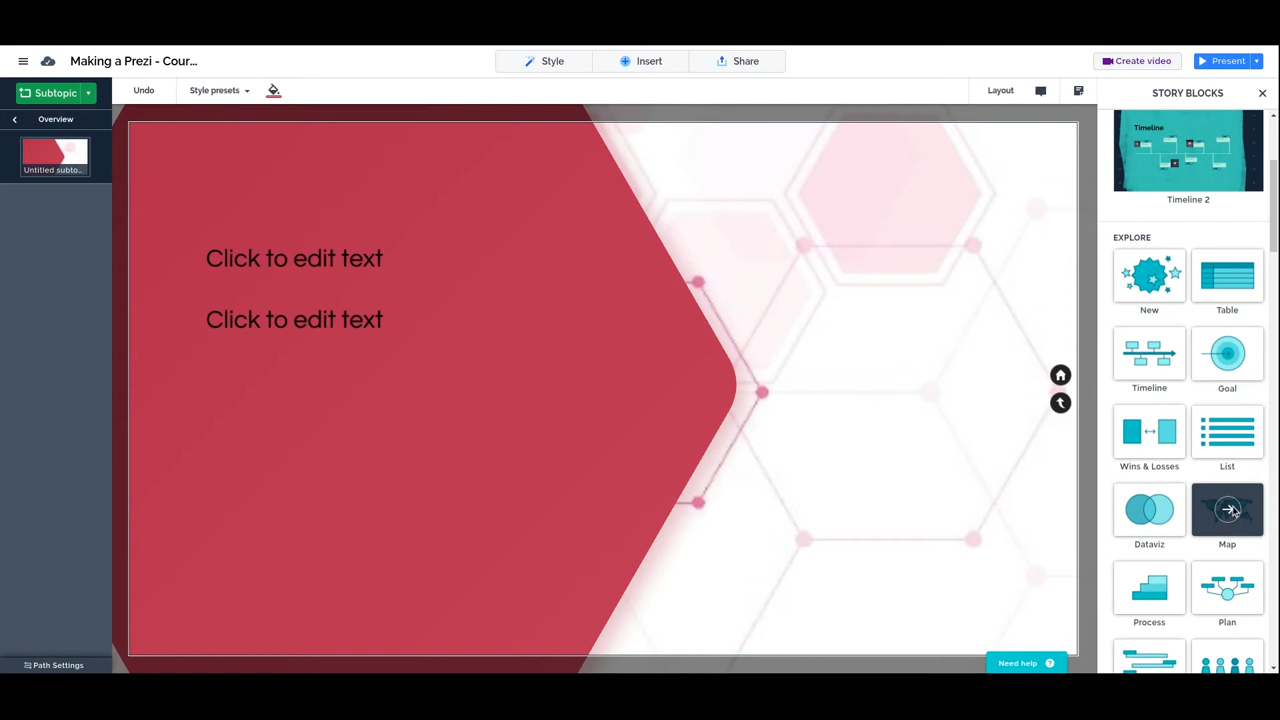 Making a Prezi - Cour...
Style
Insert
Share
Create video
Present
Subtopic
Undo
Style presets
Layout
STORY BLOCKS
Overview
Untitled subto...
Timeline
Timeline 2
EXPLORE
New
Table
Timeline
Goal
Wins & Losses
List
Dataviz
Map
Process
Plan
Click to edit text
Click to edit text
Path Settings
Need help ?